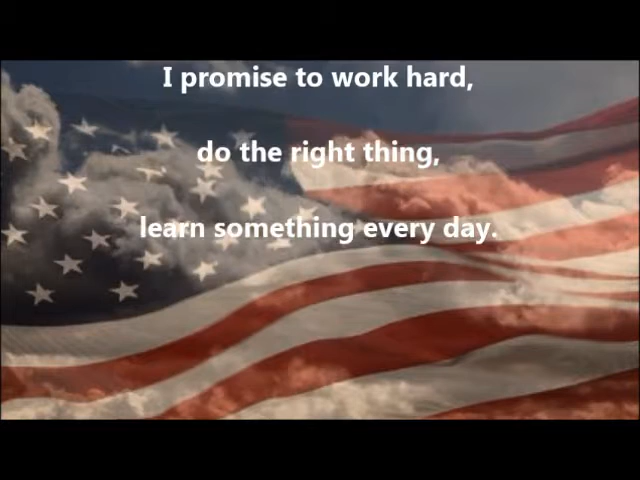 I promise to work hard,
do the right thing,
learn something every day.